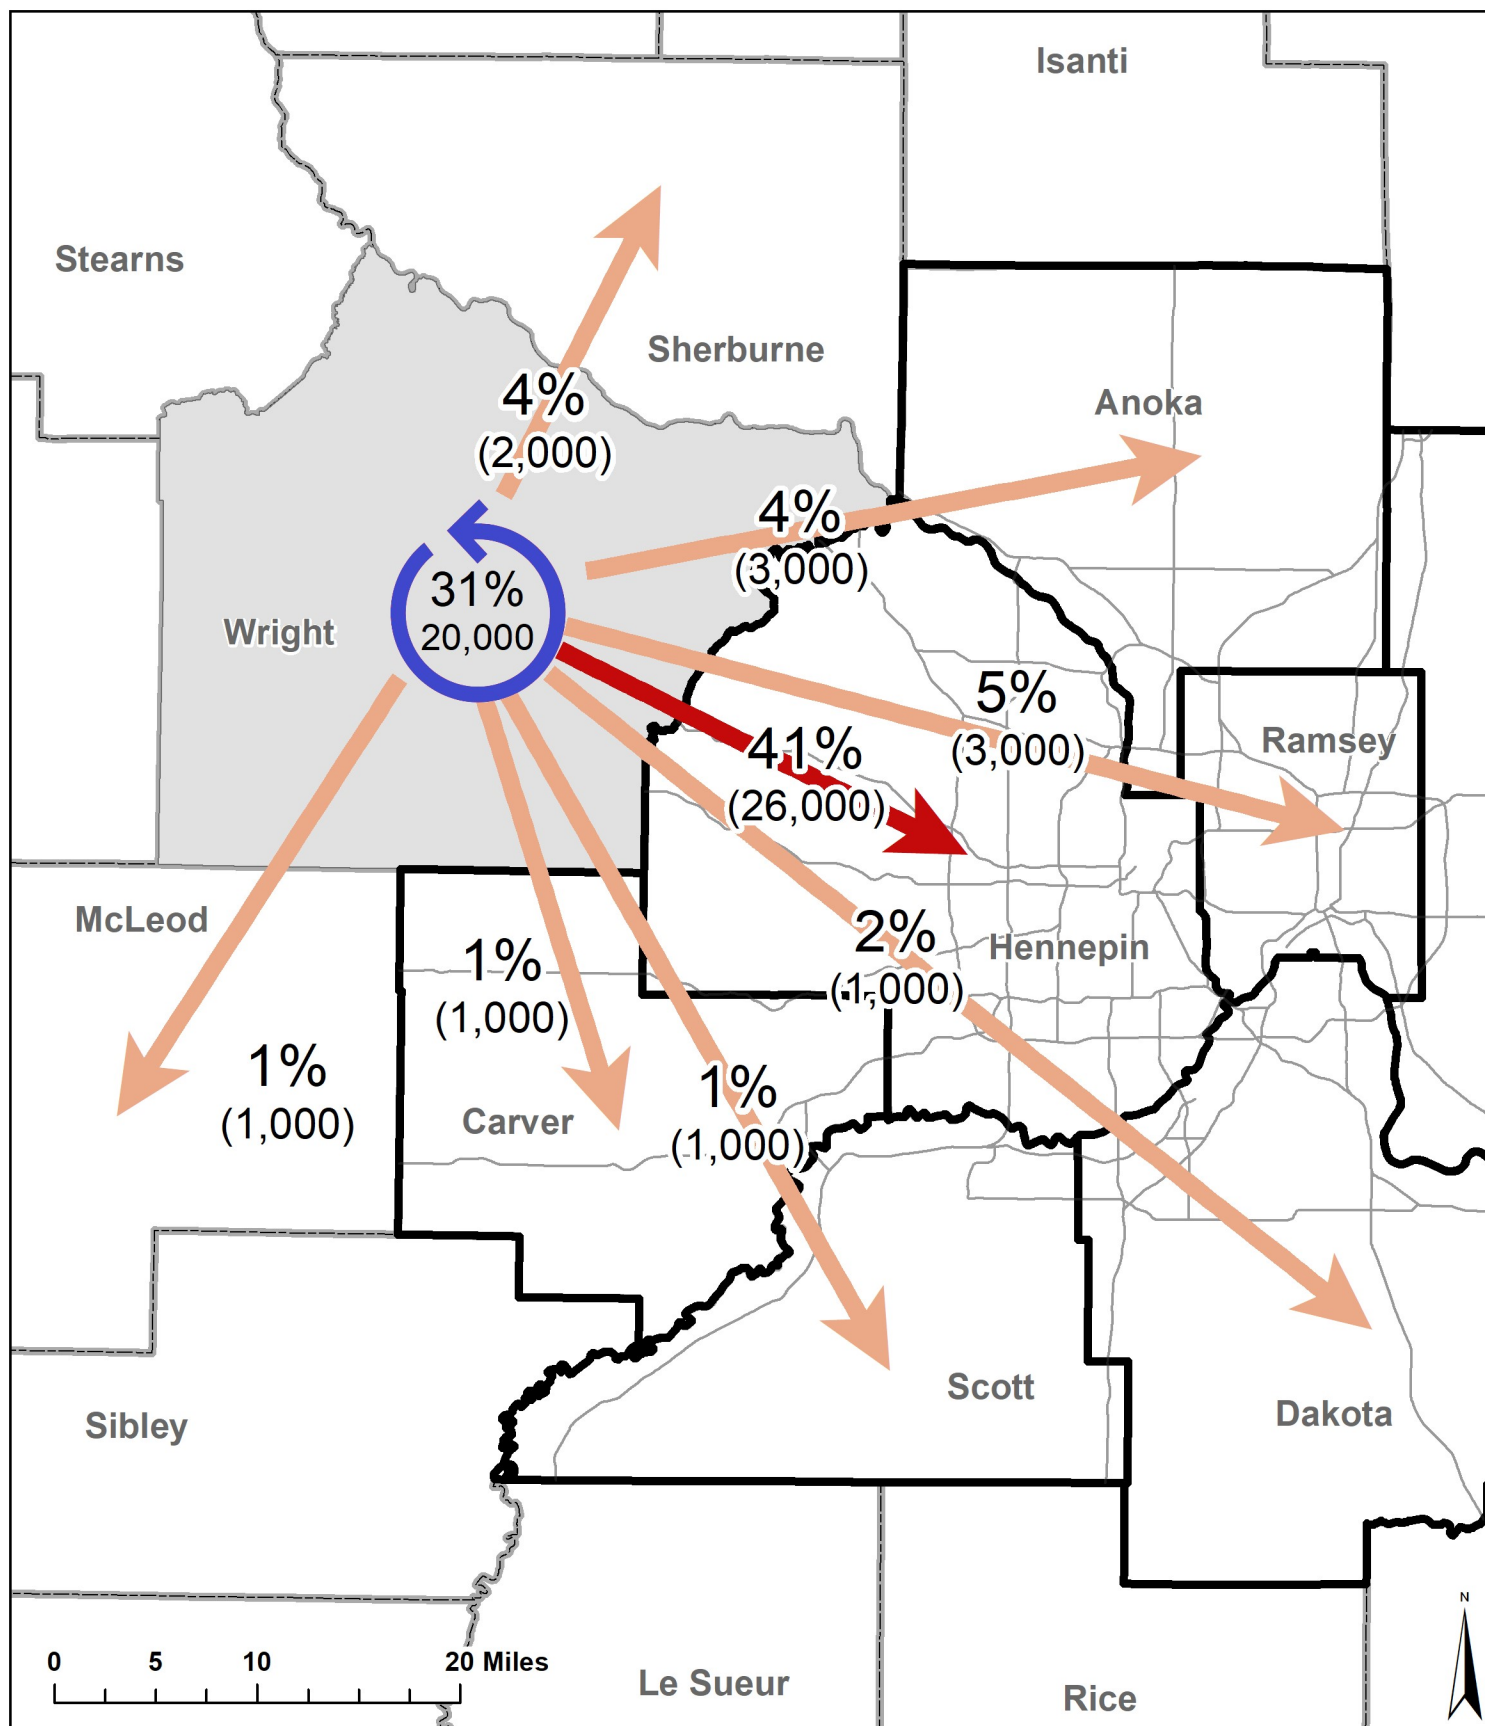 Isanti
Stearns
Sherburne
Anoka
4%
(2,000)
4%
(3,000)
31%
20,000
Wright
5%
(3,000)
Ramsey
41%
(26,000)
McLeod
2%
(1,000)
Hennepin
1%
(1,000)
1%
(1,000)
Carver
1%
(1,000)
Scott
Dakota
Sibley
N
0 5 10 20 Miles
Le Sueur
Rice